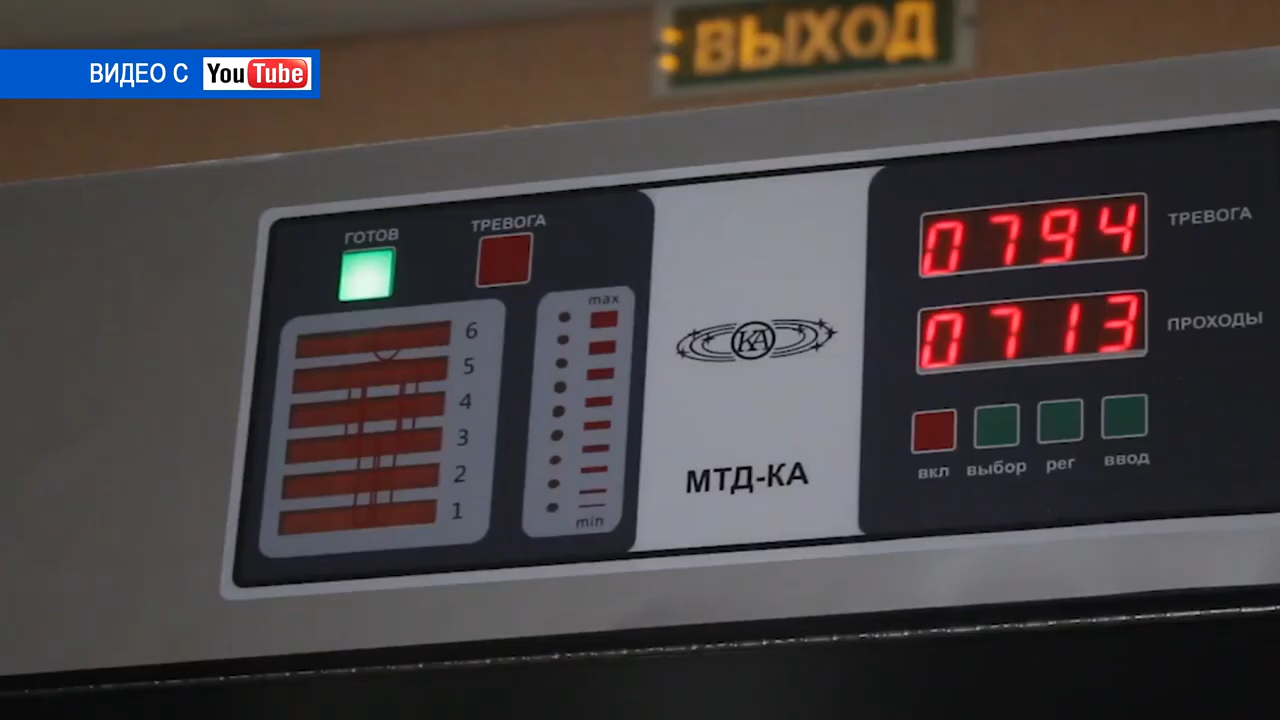 ВЫХОД
ВИДЕО С YouTube
ГОТОВ
ТРЕВОГА
6
5
4
3
2
1
max
min
КА
МТД-КА
0794 ТРЕВОГА
0713 ПРОХОДЫ
вкл выбор рег ввод